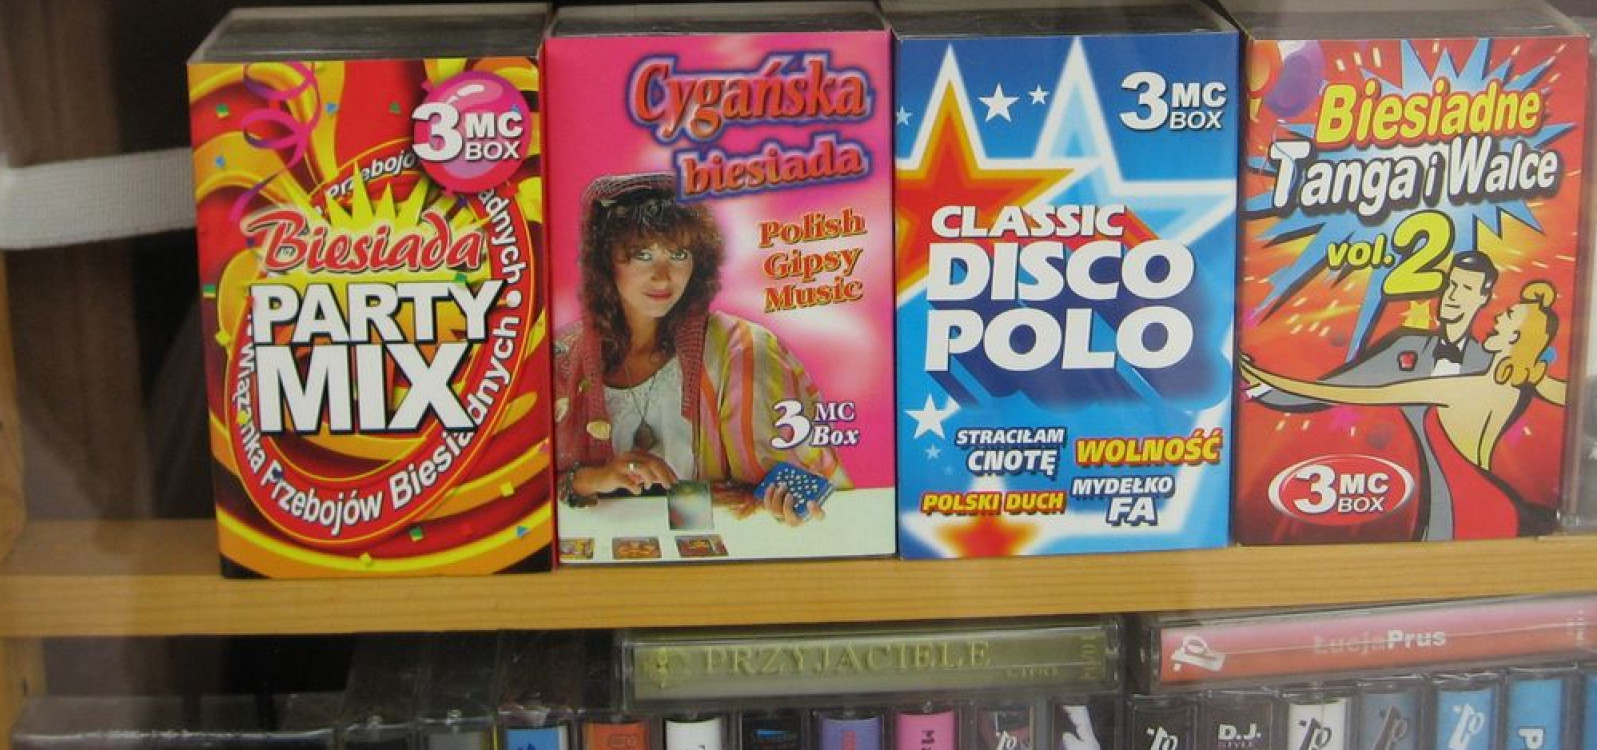 3 MC
BOX
Biesiada
PARTY
MIX
Wiązanka Przebojów Biesiadnych • Przebojów Biesiadnych
Cygańska
biesiada
Polish
Gipsy
Music
3 MC
Box
3 MC
BOX
CLASSIC
DISCO
POLO
STRACIŁAM
CNOTĘ
WOLNOŚĆ
POLSKI DUCH
MYDEŁKO
FA
Biesiadne
Tanga i Walce
vol. 2
3 MC
BOX
PRZYJACIELE
Łucja Prus
D.J.